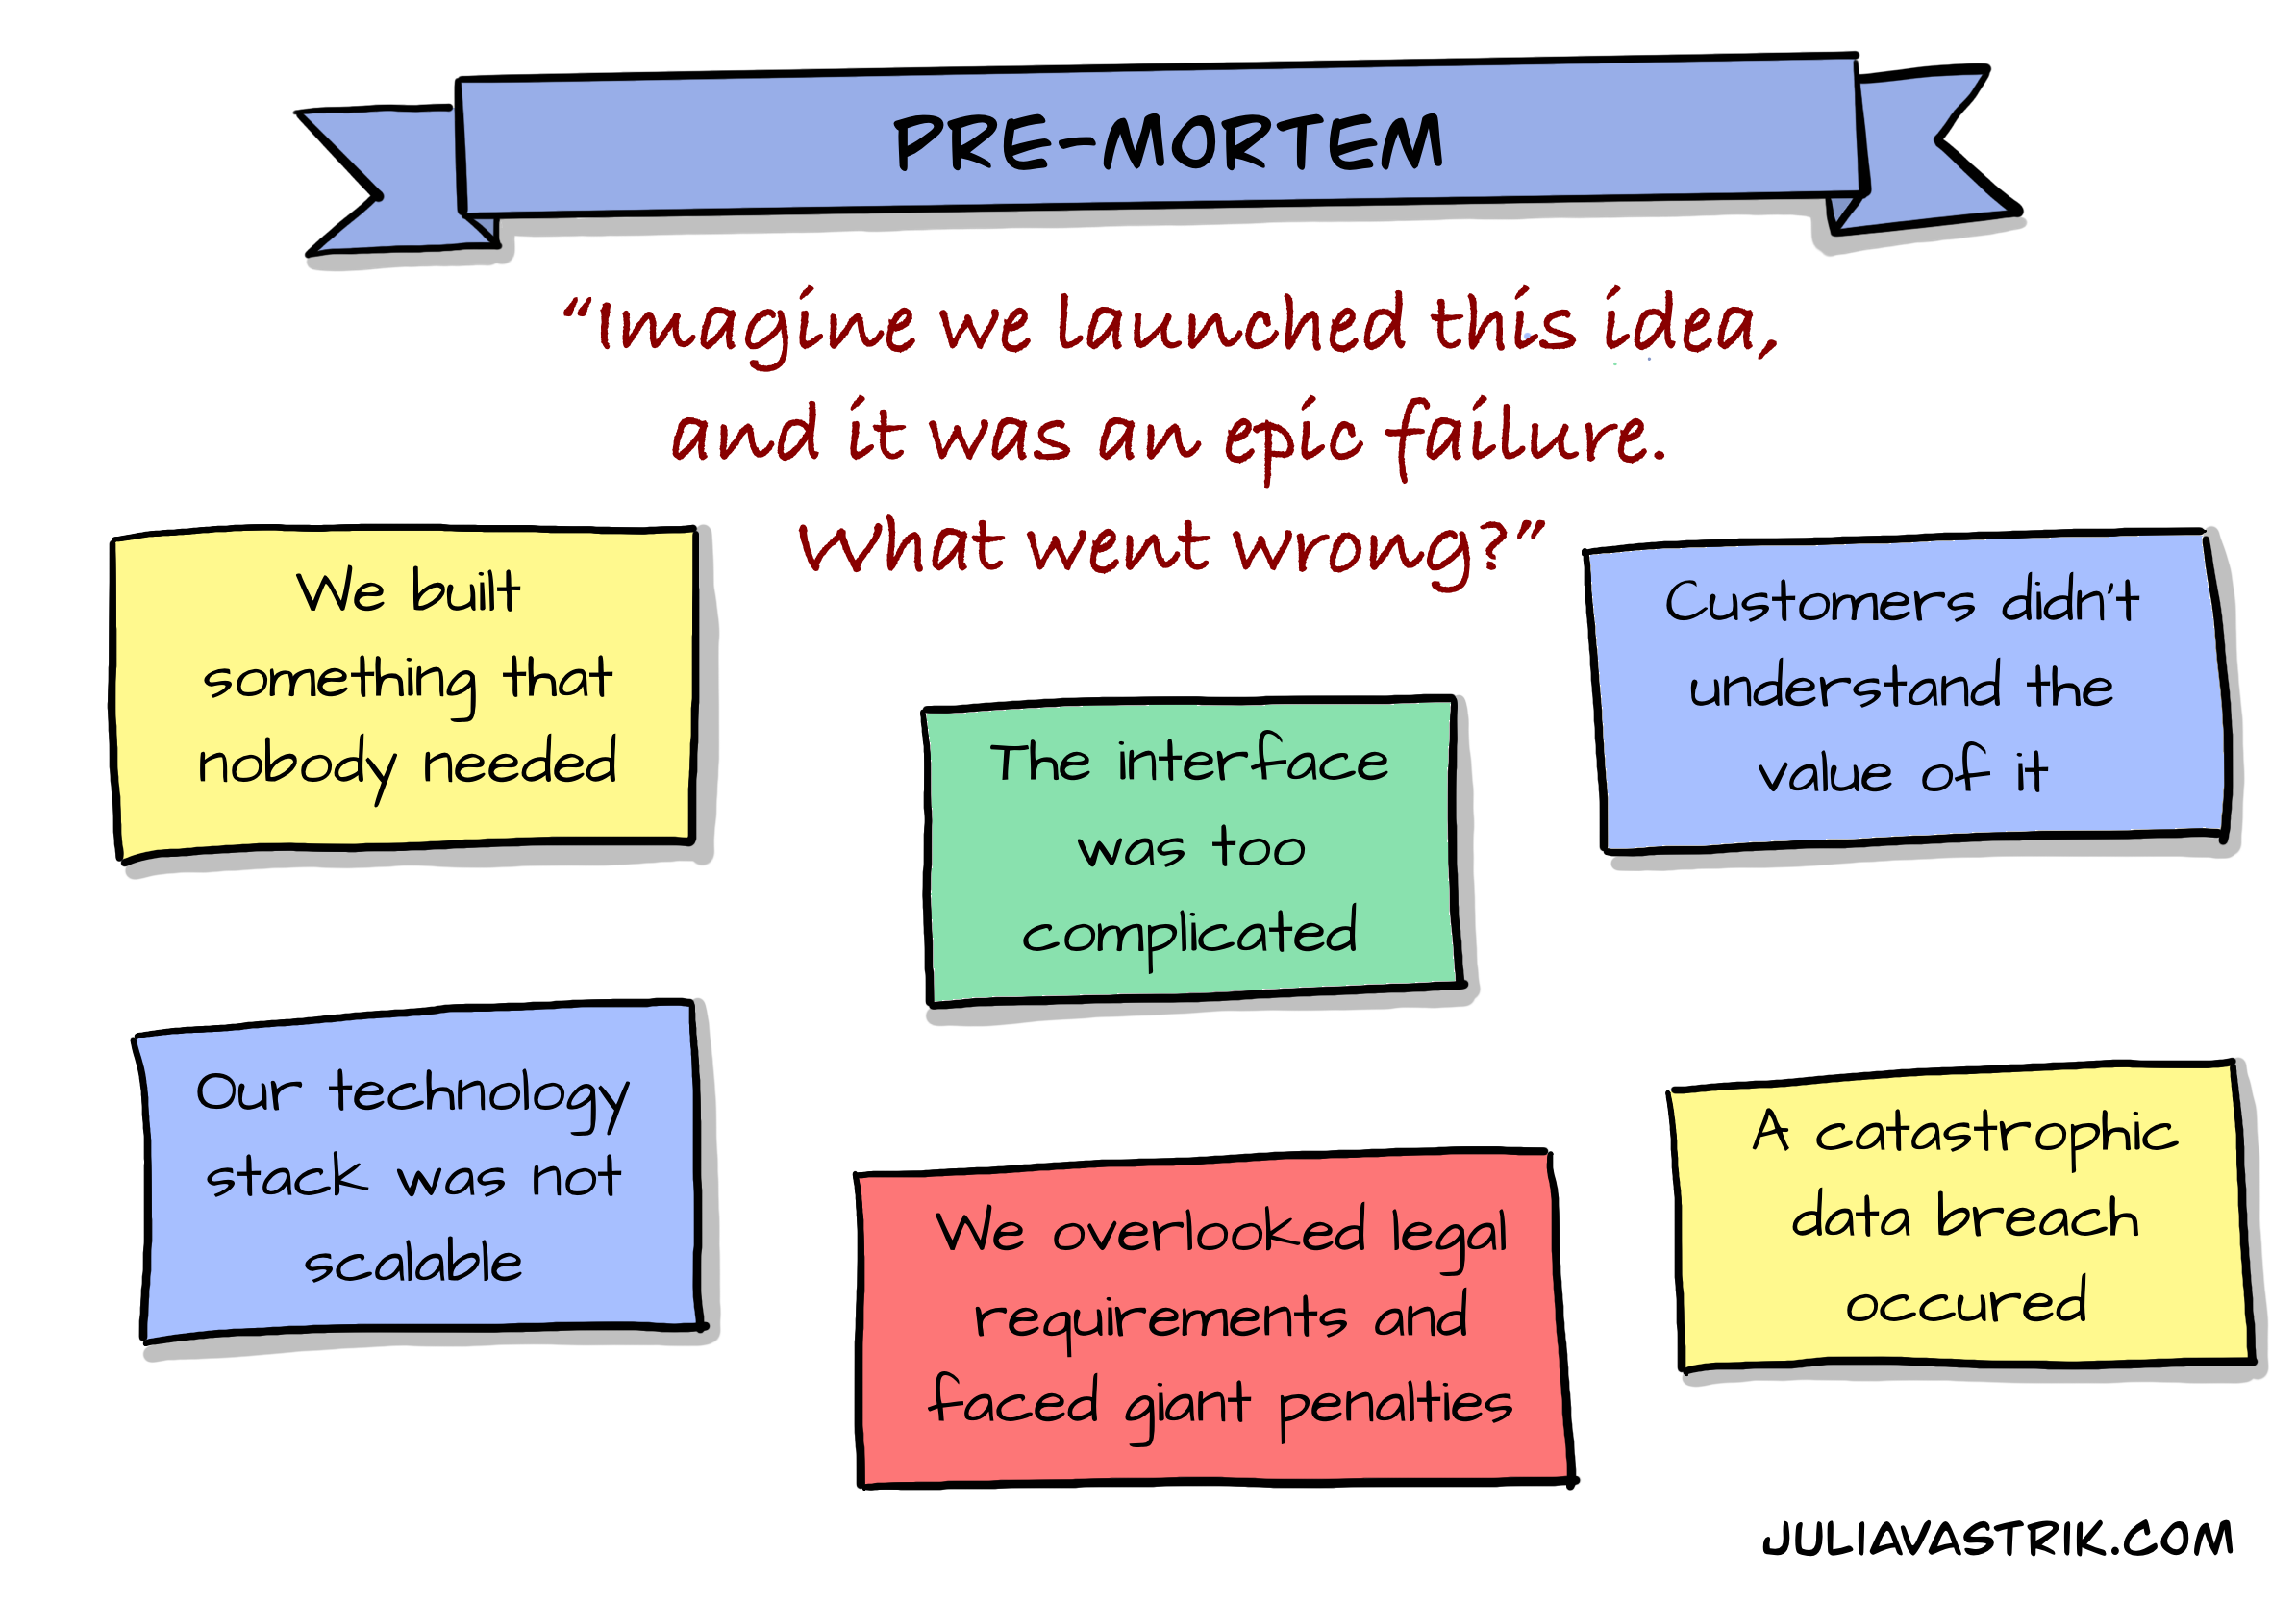 PRE-MORTEM
“Imagine we launched this idea,
and it was an epic failure.
What went wrong?”
We built
something that
nobody needed
The interface
was too
complicated
Customers didn't
understand the
value of it
Our technology
stack was not
scalable
We overlooked legal
requirements and
faced giant penalties
A catastrophic
data breach
occured
JULIAVASTRIK.COM